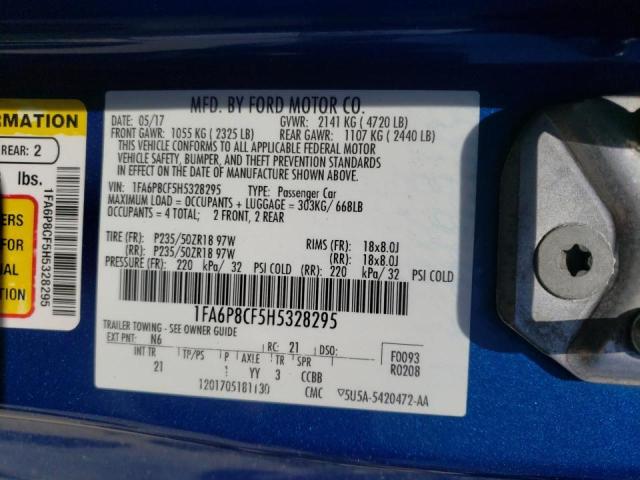 MFD. BY FORD MOTOR CO.
DATE: 05/17 GVWR: 2141 KG ( 4720 LB)
FRONT GAWR: 1055 KG ( 2325 LB) REAR GAWR: 1107 KG ( 2440 LB)
THIS VEHICLE CONFORMS TO ALL APPLICABLE FEDERAL MOTOR
VEHICLE SAFETY, BUMPER, AND THEFT PREVENTION STANDARDS
IN EFFECT ON THE DATE OF MANUFACTURE SHOWN ABOVE
VIN: 1FA6P8CF5H5328295 TYPE: Passenger Car
MAXIMUM LOAD = OCCUPANTS + LUGGAGE = 303KG/ 668LB
OCCUPANTS = 4 TOTAL; 2 FRONT, 2 REAR
TIRE (FR): P235/50ZR18 97W RIMS (FR): 18x8.0J
(RR): P235/50ZR18 97W (RR): 18x8.0J
PRESSURE (FR): 220 kPa/ 32 PSI COLD (RR): 220 kPa/ 32 PSI COLD
1FA6P8CF5H5328295
TRAILER TOWING - SEE OWNER GUIDE
EXT PNT: N6 RC: 21 DSO:
INT TR TP/PS P AXLE TR SPR
21 1 YY 3 CCBB
F0093
R0208
CMC 5U5A-5420472-AA
RMATION
REAR: 2
lbs.
ERS
FOR
UAL
ATION
1FA6P8CF5H5328295